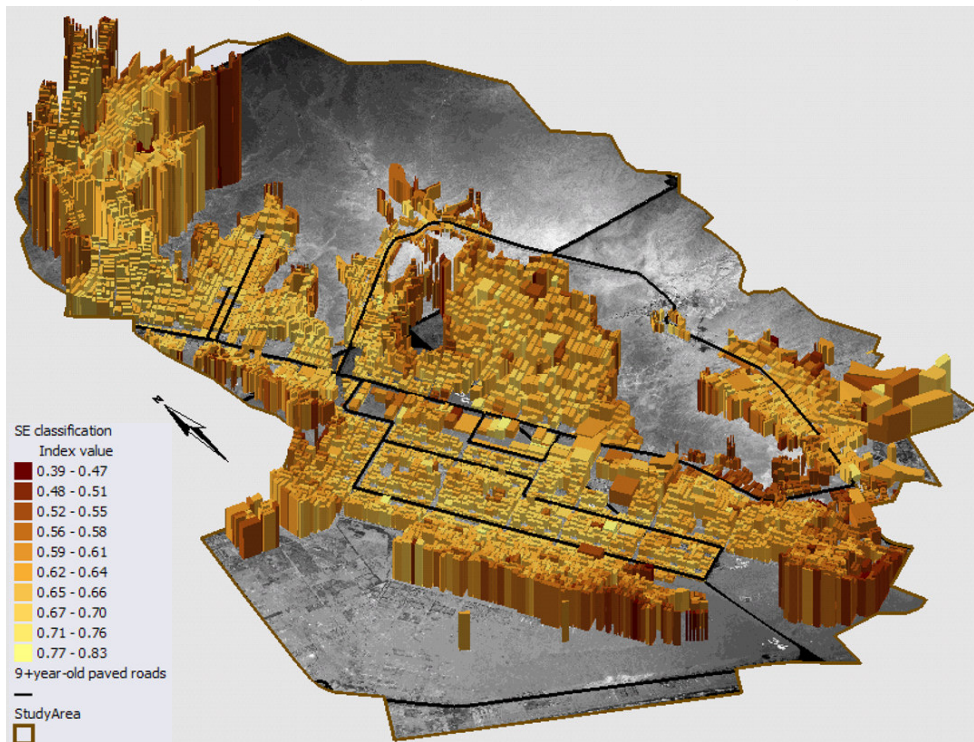 N
SE classification
Index value
0.39 - 0.47
0.48 - 0.51
0.52 - 0.55
0.56 - 0.58
0.59 - 0.61
0.62 - 0.64
0.65 - 0.66
0.67 - 0.70
0.71 - 0.76
0.77 - 0.83
9+year-old paved roads
StudyArea